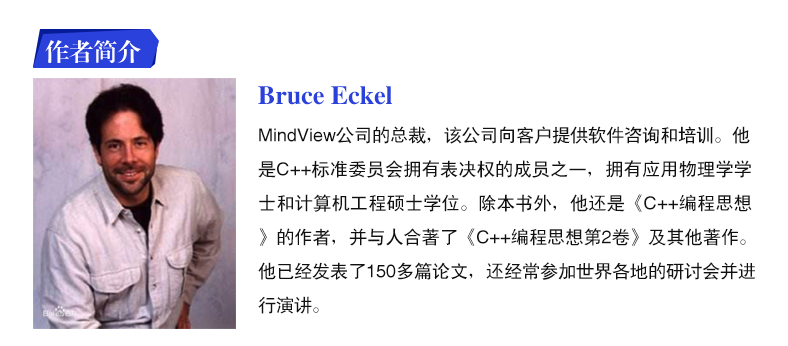 作者简介
Bruce Eckel
MindView公司的总裁，该公司向客户提供软件咨询和培训。他
是C++标准委员会拥有表决权的成员之一，拥有应用物理学学
士和计算机工程硕士学位。除本书外，他还是《C++编程思想
》的作者，并与人合著了《C++编程思想第2卷》及其他著作。
他已经发表了150多篇论文，还经常参加世界各地的研讨会并进
行演讲。